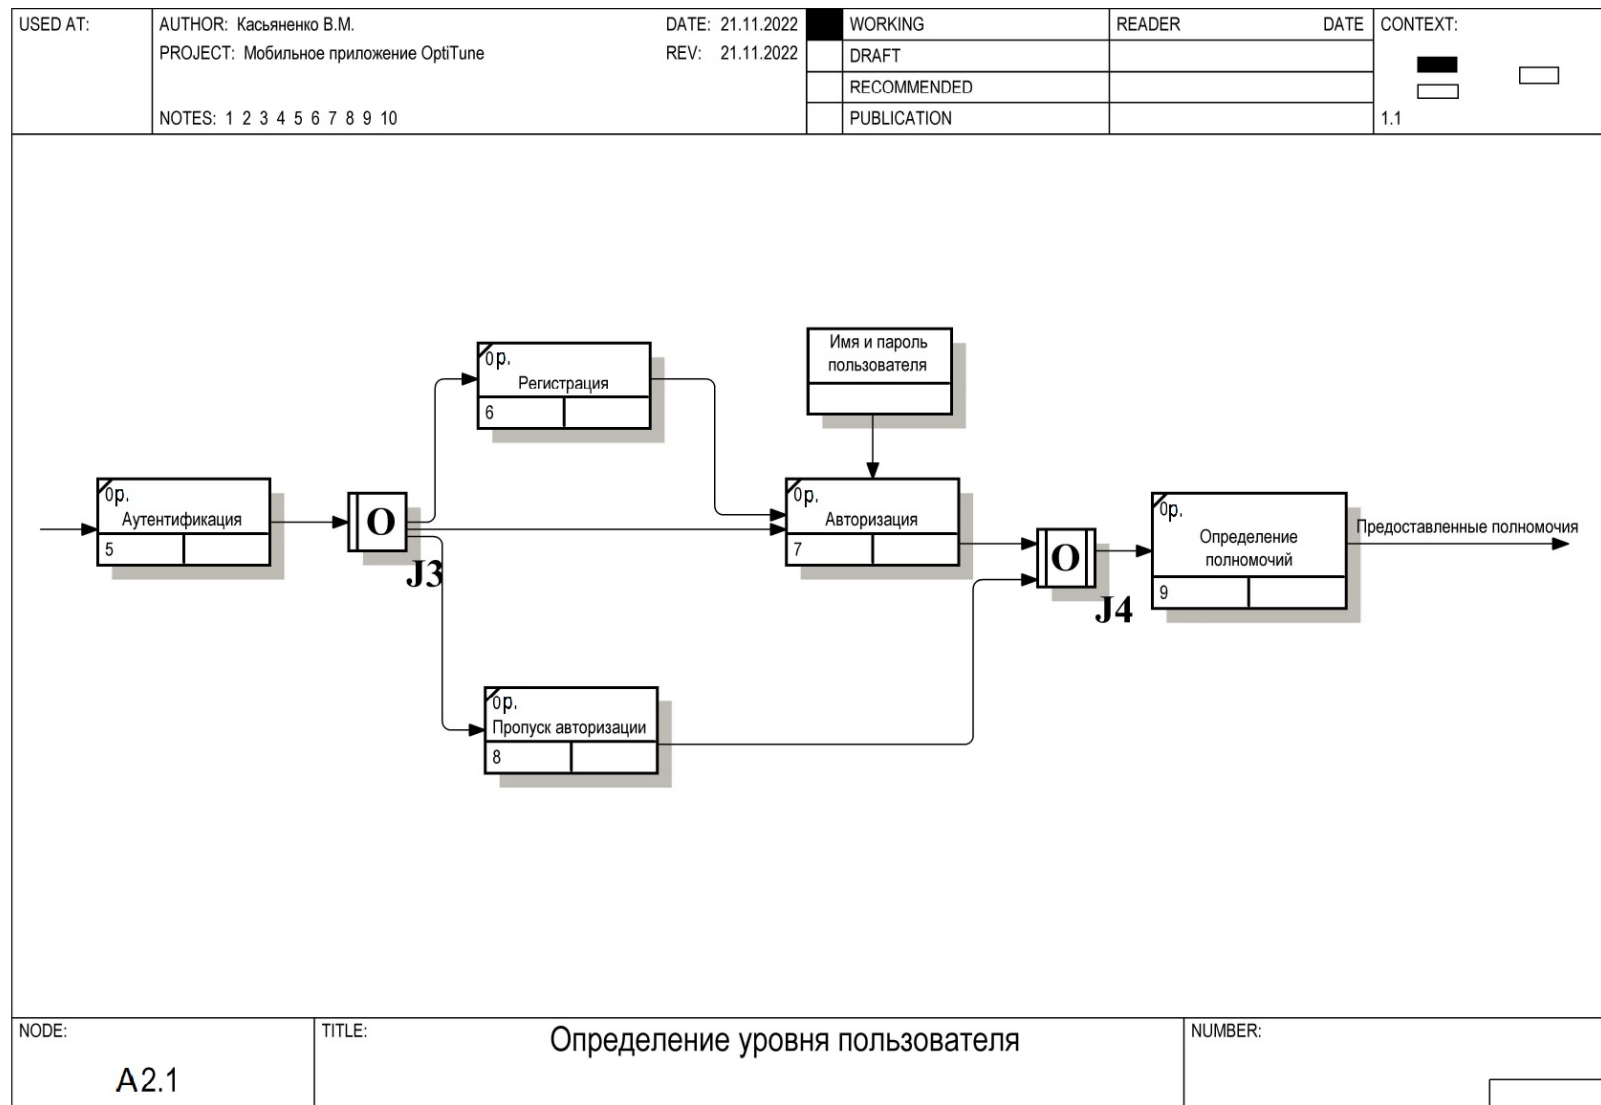 USED AT:
AUTHOR: Касьяненко В.М.
DATE: 21.11.2022
WORKING
READER
DATE
CONTEXT:
PROJECT: Мобильное приложение OptiTune
REV: 21.11.2022
DRAFT
RECOMMENDED
NOTES: 1 2 3 4 5 6 7 8 9 10
PUBLICATION
1.1
0р.
Регистрация
6
Имя и пароль
пользователя
0р.
Аутентификация
5
O
J3
0р.
Авторизация
7
O
J4
0р.
Определение
полномочий
9
Предоставленные полномочия
0р.
Пропуск авторизации
8
NODE:
A2.1
TITLE:
Определение уровня пользователя
NUMBER: